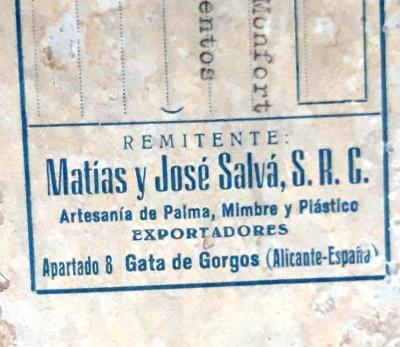 Monfort
entos
REMITENTE:
Matías y José Salvá, S. R. C.
Artesanía de Palma, Mimbre y Plástico
EXPORTADORES
Apartado 8 Gata de Gorgos (Alicante-España)